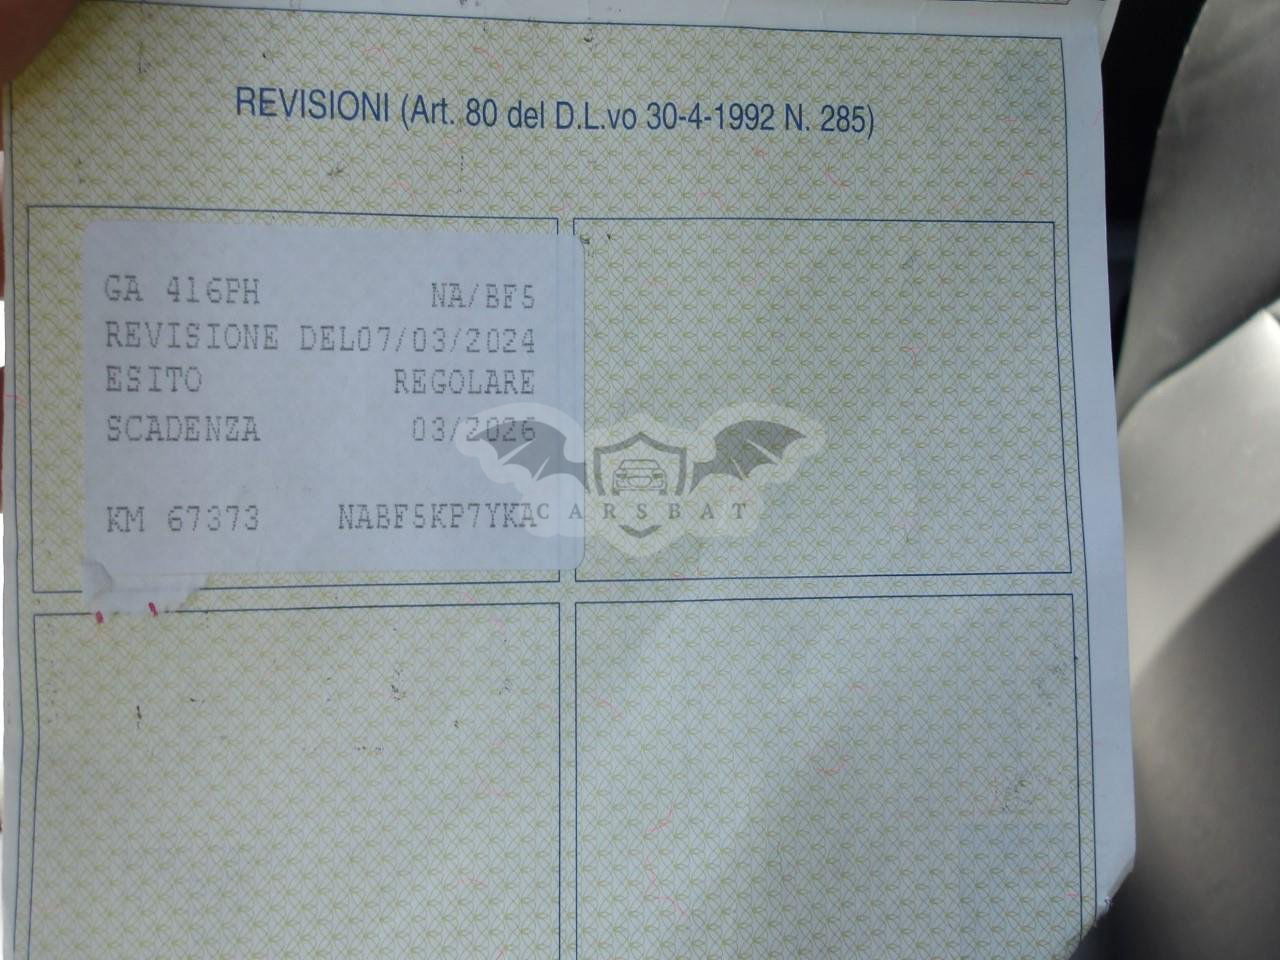 REVISIONI (Art. 80 del D.L.vo 30-4-1992 N. 285)
GA 416PH NA/BF5
REVISIONE DEL07/03/2024
ESITO REGOLARE
SCADENZA 03/2026
KM 67373 NABF5KP7YKA
CARSBAT